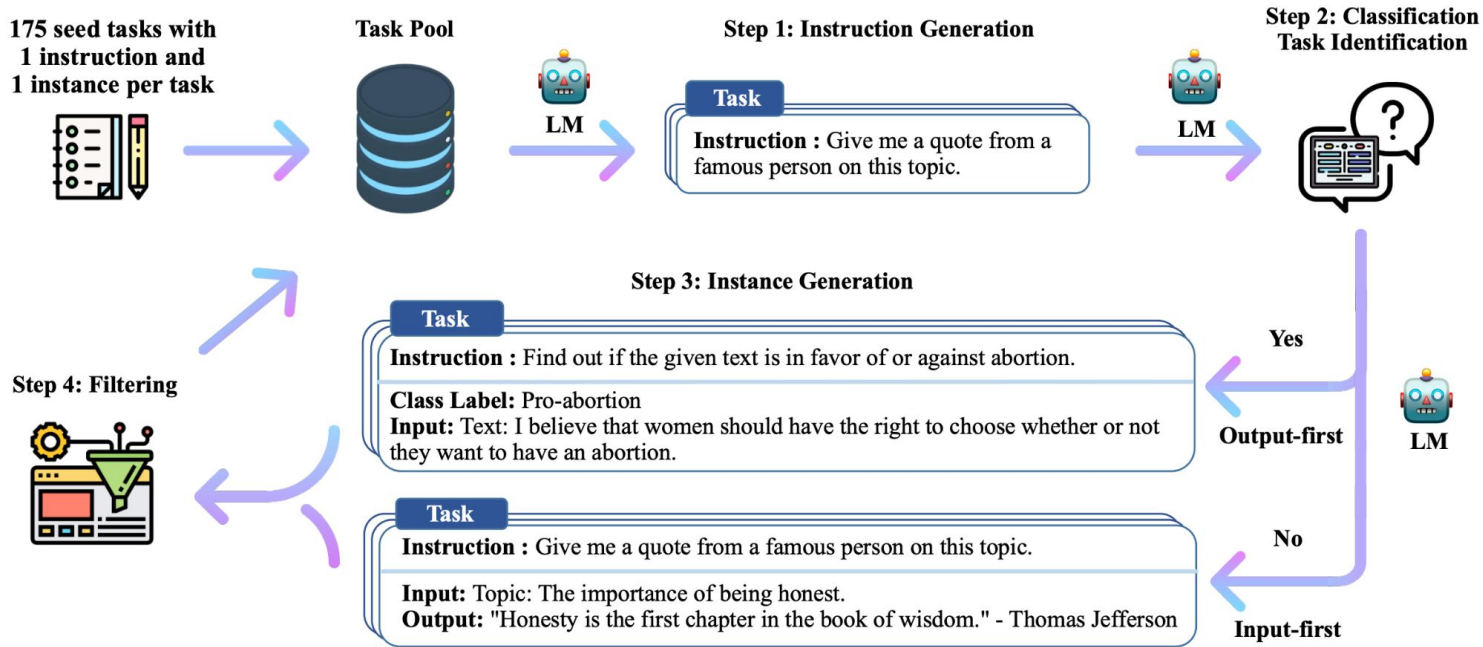 175 seed tasks with
1 instruction and
1 instance per task
Task Pool
LM
Step 1: Instruction Generation
Task
Instruction : Give me a quote from a
famous person on this topic.
LM
Step 2: Classification
Task Identification
?
Step 3: Instance Generation
Task
Instruction : Find out if the given text is in favor of or against abortion.
Class Label: Pro-abortion
Input: Text: I believe that women should have the right to choose whether or not
they want to have an abortion.
Yes
Output-first
LM
Step 4: Filtering
Task
Instruction : Give me a quote from a famous person on this topic.
Input: Topic: The importance of being honest.
Output: "Honesty is the first chapter in the book of wisdom." - Thomas Jefferson
No
Input-first